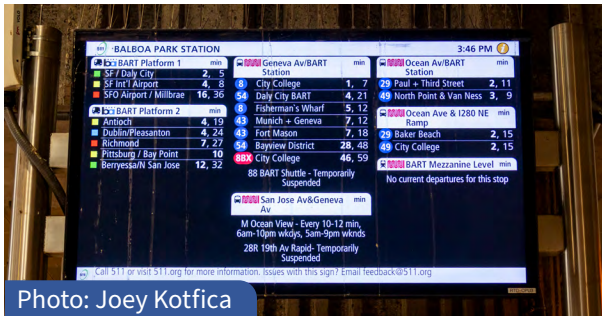 511 BALBOA PARK STATION 3:46 PM
BART Platform 1 min
SF / Daly City 2, 5
SF Int'l Airport 4, 8
SFO Airport / Millbrae 16, 36
BART Platform 2 min
Antioch 4, 19
Dublin/Pleasanton 4, 24
Richmond 7, 27
Pittsburg / Bay Point 10
Berryessa/N San Jose 12, 32
Geneva Av/BART min
Station
8 City College 1, 7
54 Daly City BART 4, 21
8 Fisherman's Wharf 5, 12
43 Munich + Geneva 7, 12
43 Fort Mason 7, 18
54 Bayview District 28, 48
88X City College 46, 59
88 BART Shuttle - Temporarily
Suspended
San Jose Av&Geneva min
Av
M Ocean View - Every 10-12 min,
6am-10pm wkdys, 5am-9pm wknds
28R 19th Av Rapid- Temporarily
Suspended
Ocean Av/BART min
Station
29 Paul + Third Street 2, 11
49 North Point & Van Ness 3, 9
Ocean Ave & I280 NE min
Ramp
29 Baker Beach 2, 15
49 City College 2, 15
BART Mezzanine Level min
No current departures for this stop
Call 511 or visit 511.org for more information. Issues with this sign? Email feedback@511.org
Photo: Joey Kotfica